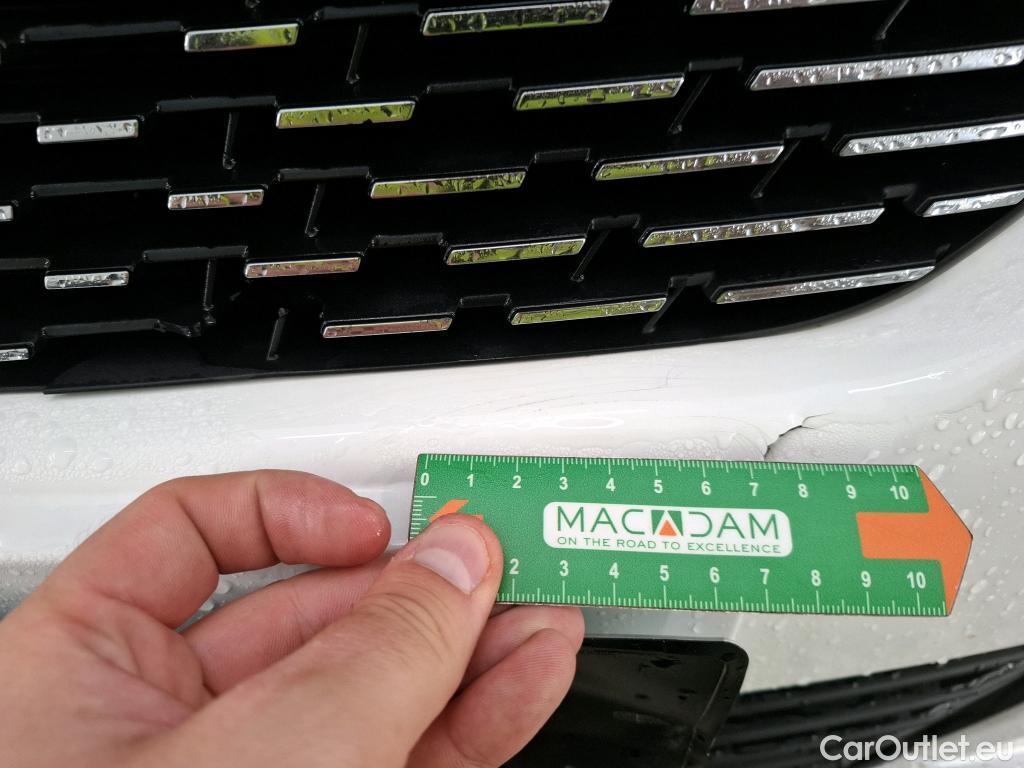 0 1 2 3 4 5 6 7 8 9 10
MACADAM
ON THE ROAD TO EXCELLENCE
2 3 4 5 6 7 8 9 10
CarOutlet.eu